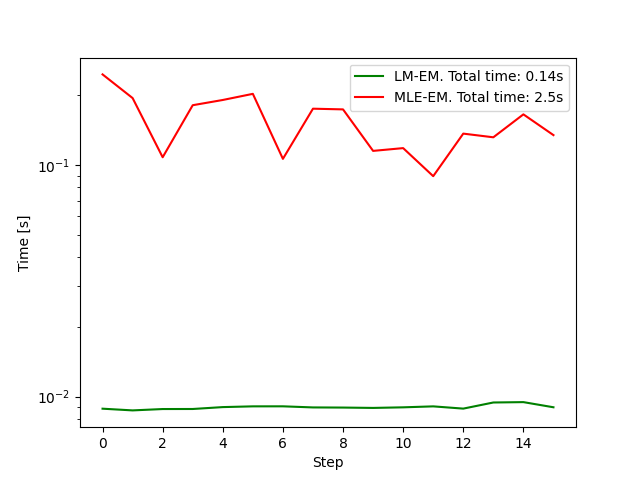 LM-EM. Total time: 0.14s
MLE-EM. Total time: 2.5s
10⁻¹
Time [s]
10⁻²
0 2 4 6 8 10 12 14
Step